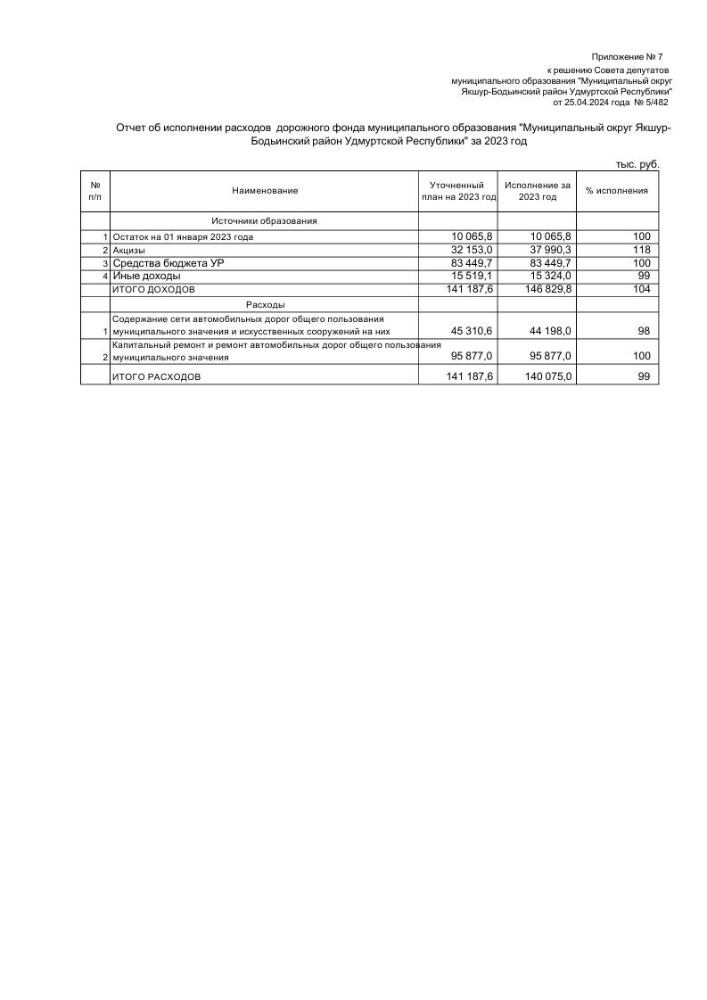 Приложение № 7
к решению Совета депутатов
муниципального образования "Муниципальный округ
Якшур-Бодьинский район Удмуртской Республики"
от 25.04.2024 года № 5/482
Отчет об исполнении расходов дорожного фонда муниципального образования "Муниципальный округ Якшур-
Бодьинский район Удмуртской Республики" за 2023 год
тыс. руб.
№ п/п Наименование Уточненный план на 2023 год Исполнение за 2023 год % исполнения
Источники образования
1 Остаток на 01 января 2023 года 10 065,8 10 065,8 100
2 Акцизы 32 153,0 37 990,3 118
3 Средства бюджета УР 83 449,7 83 449,7 100
4 Иные доходы 15 519,1 15 324,0 99
ИТОГО ДОХОДОВ 141 187,6 146 829,8 104
Расходы
Содержание сети автомобильных дорог общего пользования
1 муниципального значения и искусственных сооружений на них 45 310,6 44 198,0 98
Капитальный ремонт и ремонт автомобильных дорог общего пользования
2 муниципального значения 95 877,0 95 877,0 100
ИТОГО РАСХОДОВ 141 187,6 140 075,0 99